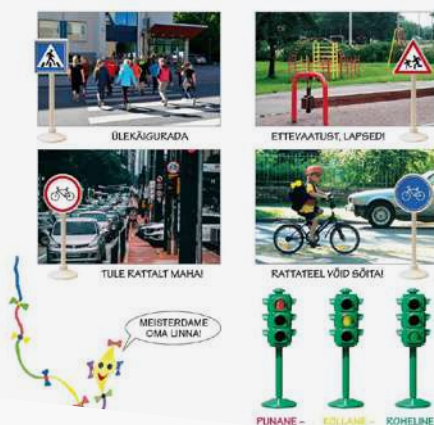 ÜLEKÄIGURADA
ETTEVAATUST, LAPSED!
TULE RATTALT MAHA!
RATTATEEL VÕID SÕITA!
MEISTERDAME
OMA LINNA!
PUNANE – KOLLANE – ROHELINE